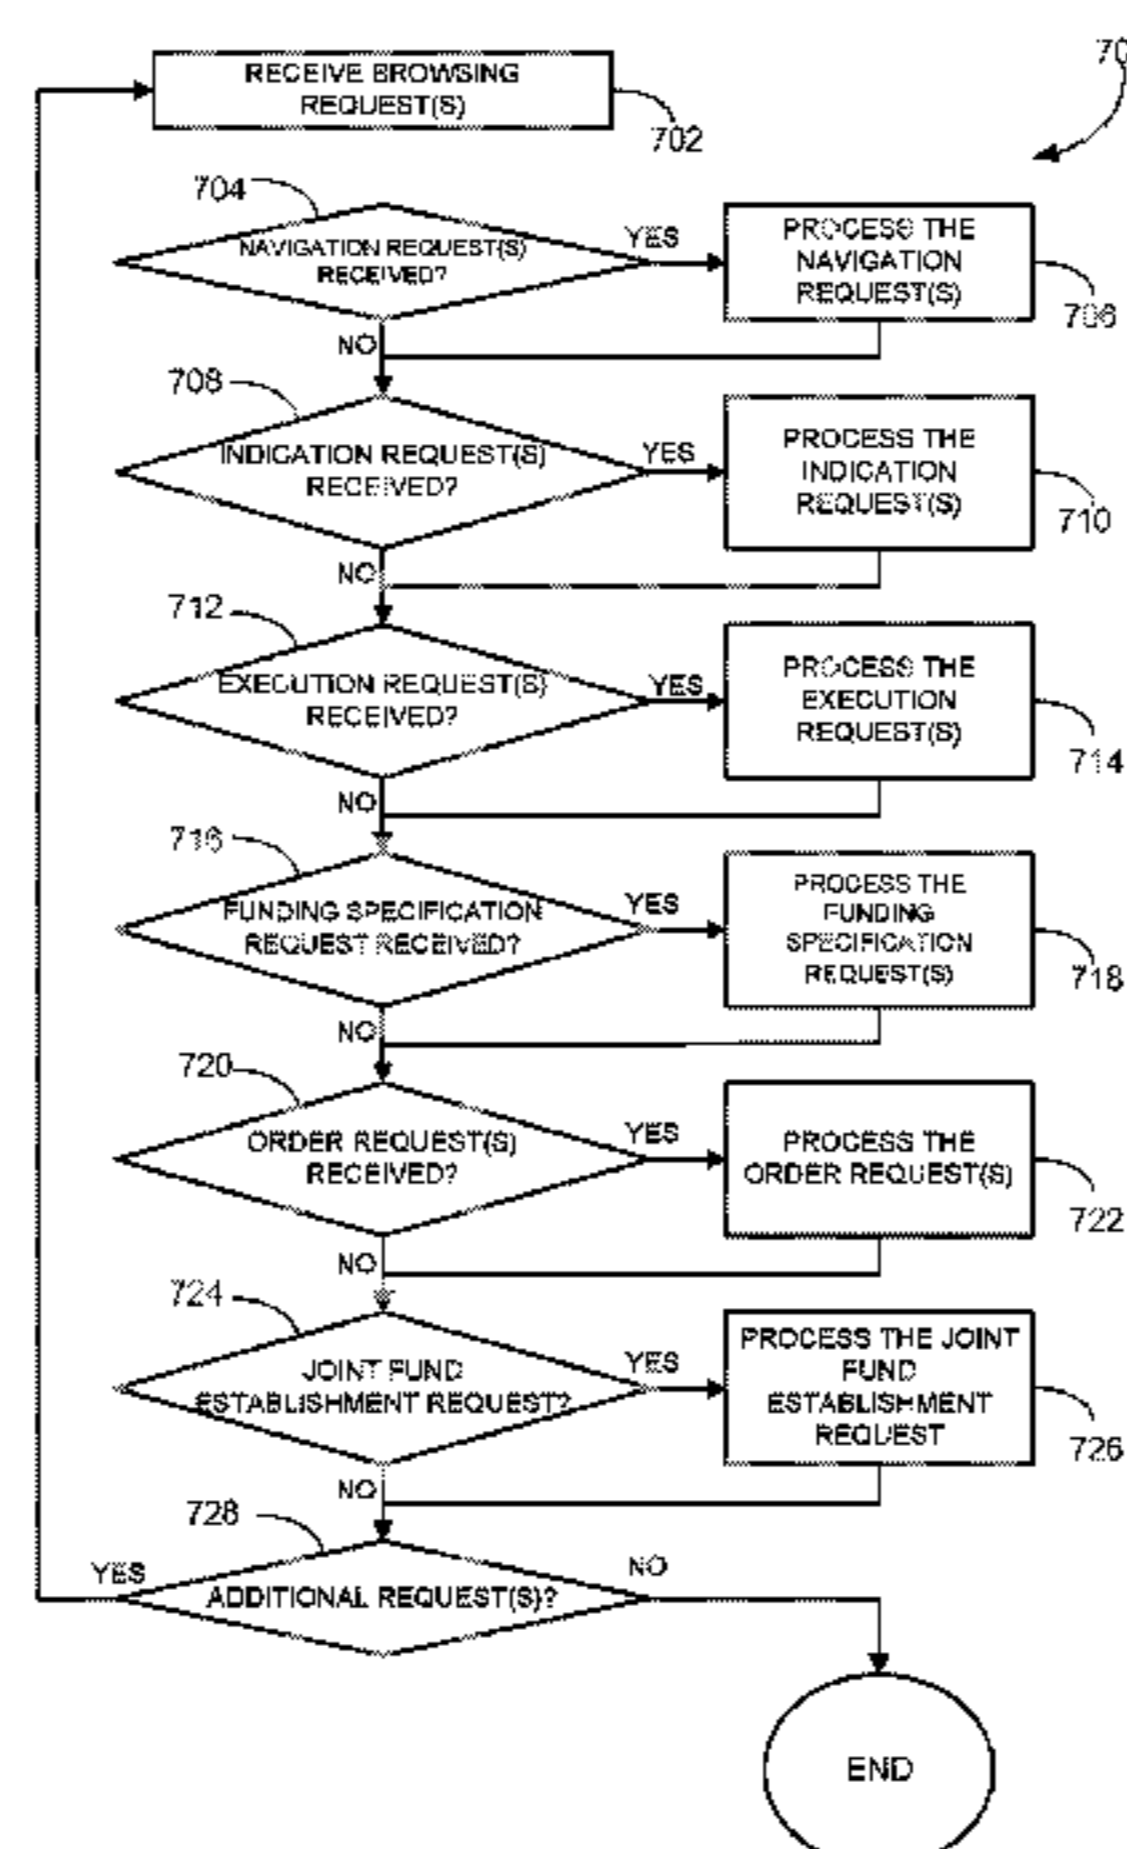 RECEIVE BROWSING
REQUEST(S)
702
70
704
NAVIGATION REQUEST(S)
RECEIVED?
YES
PROCESS THE
NAVIGATION
REQUEST(S)
706
NO
708
INDICATION REQUEST(S)
RECEIVED?
YES
PROCESS THE
INDICATION
REQUEST(S)
710
NO
712
EXECUTION REQUEST(S)
RECEIVED?
YES
PROCESS THE
EXECUTION
REQUEST(S)
714
NO
716
FUNDING SPECIFICATION
REQUEST RECEIVED?
YES
PROCESS THE
FUNDING
SPECIFICATION
REQUEST(S)
718
NO
720
ORDER REQUEST(S)
RECEIVED?
YES
PROCESS THE
ORDER REQUEST(S)
722
NO
724
JOINT FUND
ESTABLISHMENT REQUEST?
YES
PROCESS THE JOINT
FUND
ESTABLISHMENT
REQUEST
726
NO
728
YES
ADDITIONAL REQUEST(S)?
NO
END